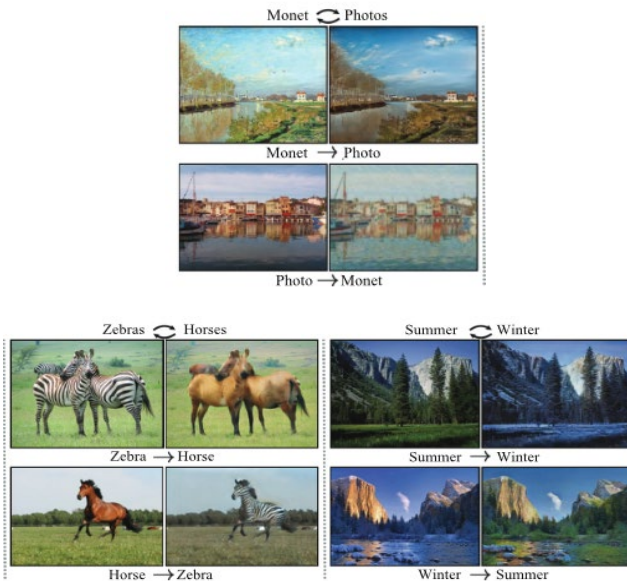 Monet Photos
Monet → Photo
Photo → Monet
Zebras Horses
Zebra → Horse
Horse → Zebra
Summer Winter
Summer → Winter
Winter → Summer